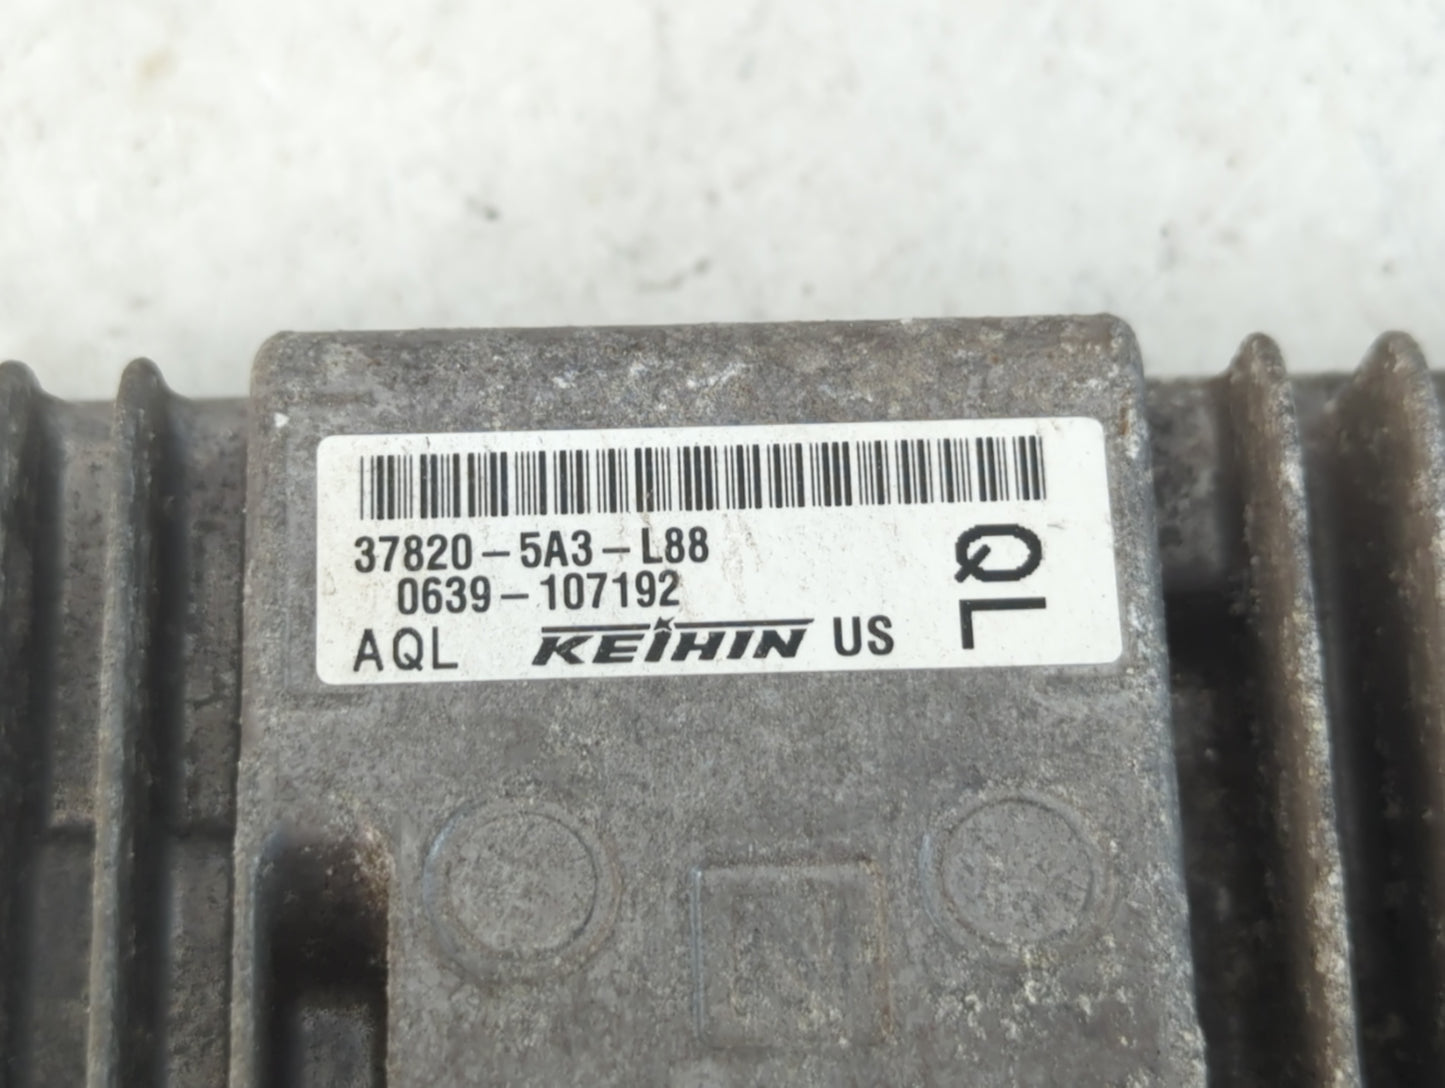 37820-5A3-L88
0639-107192
AQL KEIHIN US
QL